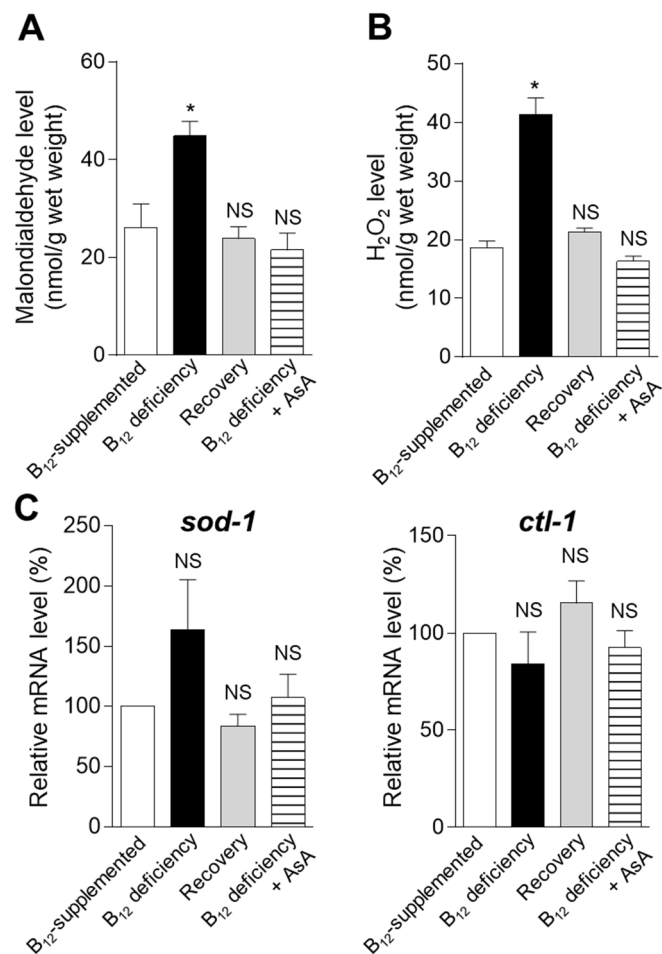 A
Malondialdehyde level
(nmol/g wet weight)
60
40
20
0
*
NS
NS
B₁₂-supplemented
B₁₂ deficiency
Recovery
B₁₂ deficiency
+ AsA
B
H₂O₂ level
(nmol/g wet weight)
50
40
30
20
10
0
*
NS
NS
B₁₂-supplemented
B₁₂ deficiency
Recovery
B₁₂ deficiency
+ AsA
C
sod-1
Relative mRNA level (%)
250
200
150
100
50
0
NS
NS
NS
B₁₂-supplemented
B₁₂ deficiency
Recovery
B₁₂ deficiency
+ AsA
ctl-1
Relative mRNA level (%)
150
100
50
0
NS
NS
NS
B₁₂-supplemented
B₁₂ deficiency
Recovery
B₁₂ deficiency
+ AsA